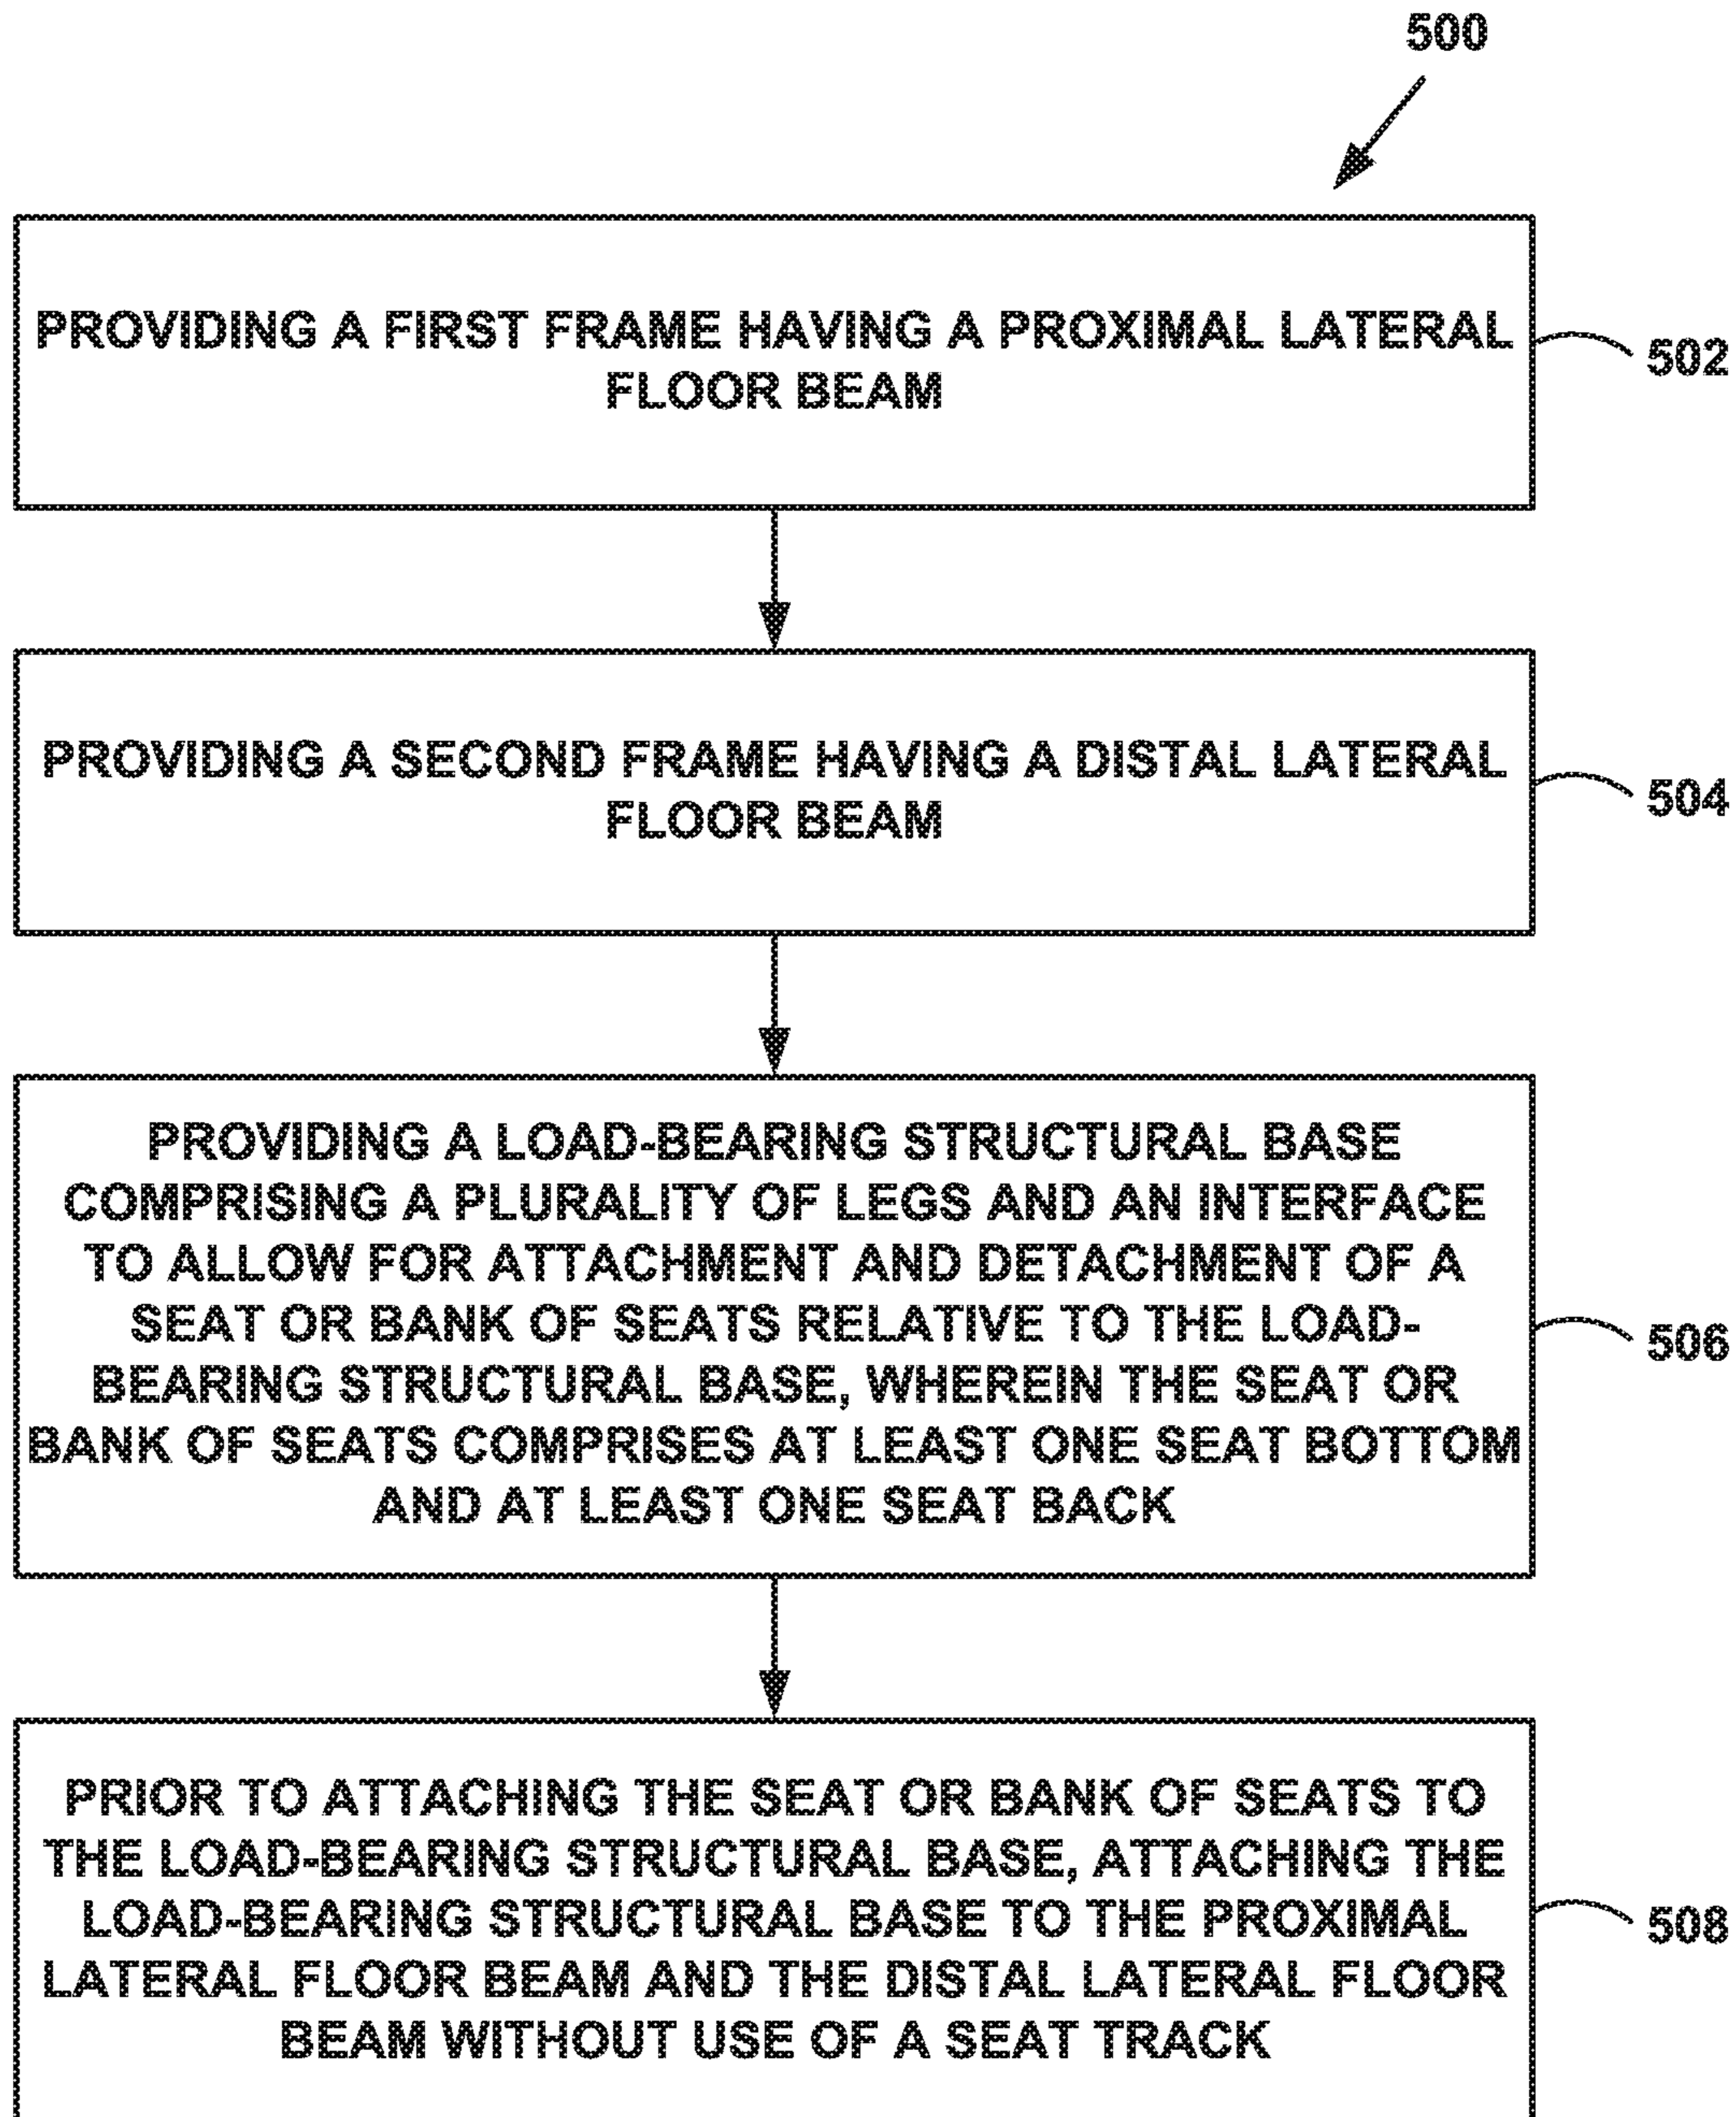 500
PROVIDING A FIRST FRAME HAVING A PROXIMAL LATERAL
FLOOR BEAM
502
PROVIDING A SECOND FRAME HAVING A DISTAL LATERAL
FLOOR BEAM
504
PROVIDING A LOAD-BEARING STRUCTURAL BASE
COMPRISING A PLURALITY OF LEGS AND AN INTERFACE
TO ALLOW FOR ATTACHMENT AND DETACHMENT OF A
SEAT OR BANK OF SEATS RELATIVE TO THE LOAD-
BEARING STRUCTURAL BASE, WHEREIN THE SEAT OR
BANK OF SEATS COMPRISES AT LEAST ONE SEAT BOTTOM
AND AT LEAST ONE SEAT BACK
506
PRIOR TO ATTACHING THE SEAT OR BANK OF SEATS TO
THE LOAD-BEARING STRUCTURAL BASE, ATTACHING THE
LOAD-BEARING STRUCTURAL BASE TO THE PROXIMAL
LATERAL FLOOR BEAM AND THE DISTAL LATERAL FLOOR
BEAM WITHOUT USE OF A SEAT TRACK
508